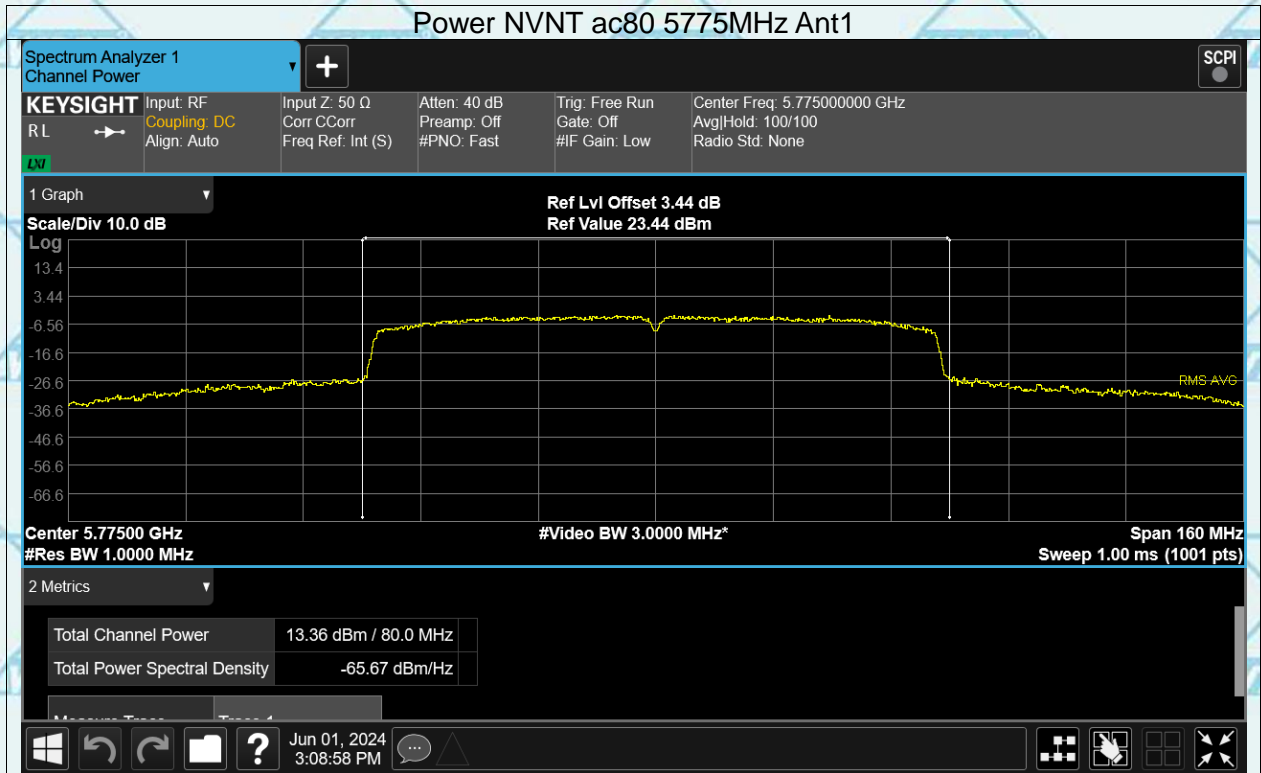 Power NVNT ac80 5775MHz Ant1
Spectrum Analyzer 1
Channel Power
SCPI
KEYSIGHT
R L
LXI
Input: RF
Coupling: DC
Align: Auto
Input Z: 50 Ω
Corr CCorr
Freq Ref: Int (S)
Atten: 40 dB
Preamp: Off
#PNO: Fast
Trig: Free Run
Gate: Off
#IF Gain: Low
Center Freq: 5.775000000 GHz
Avg|Hold: 100/100
Radio Std: None
1 Graph
Scale/Div 10.0 dB
Ref Lvl Offset 3.44 dB
Ref Value 23.44 dBm
Log
13.4
3.44
-6.56
-16.6
-26.6
-36.6
-46.6
-56.6
-66.6
RMS AVG
Center 5.77500 GHz
#Res BW 1.0000 MHz
#Video BW 3.0000 MHz*
Span 160 MHz
Sweep 1.00 ms (1001 pts)
2 Metrics
Total Channel Power 13.36 dBm / 80.0 MHz
Total Power Spectral Density -65.67 dBm/Hz
Measure Trace Trace 1
?
Jun 01, 2024
3:08:58 PM